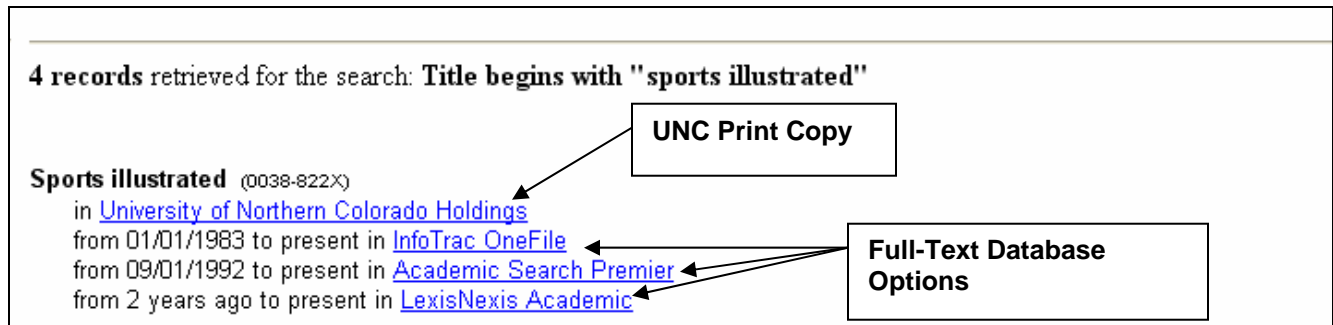 4 records retrieved for the search: Title begins with "sports illustrated"
UNC Print Copy
Sports illustrated (0038-822X)
in University of Northern Colorado Holdings
from 01/01/1983 to present in InfoTrac OneFile
from 09/01/1992 to present in Academic Search Premier
from 2 years ago to present in LexisNexis Academic
Full-Text Database
Options